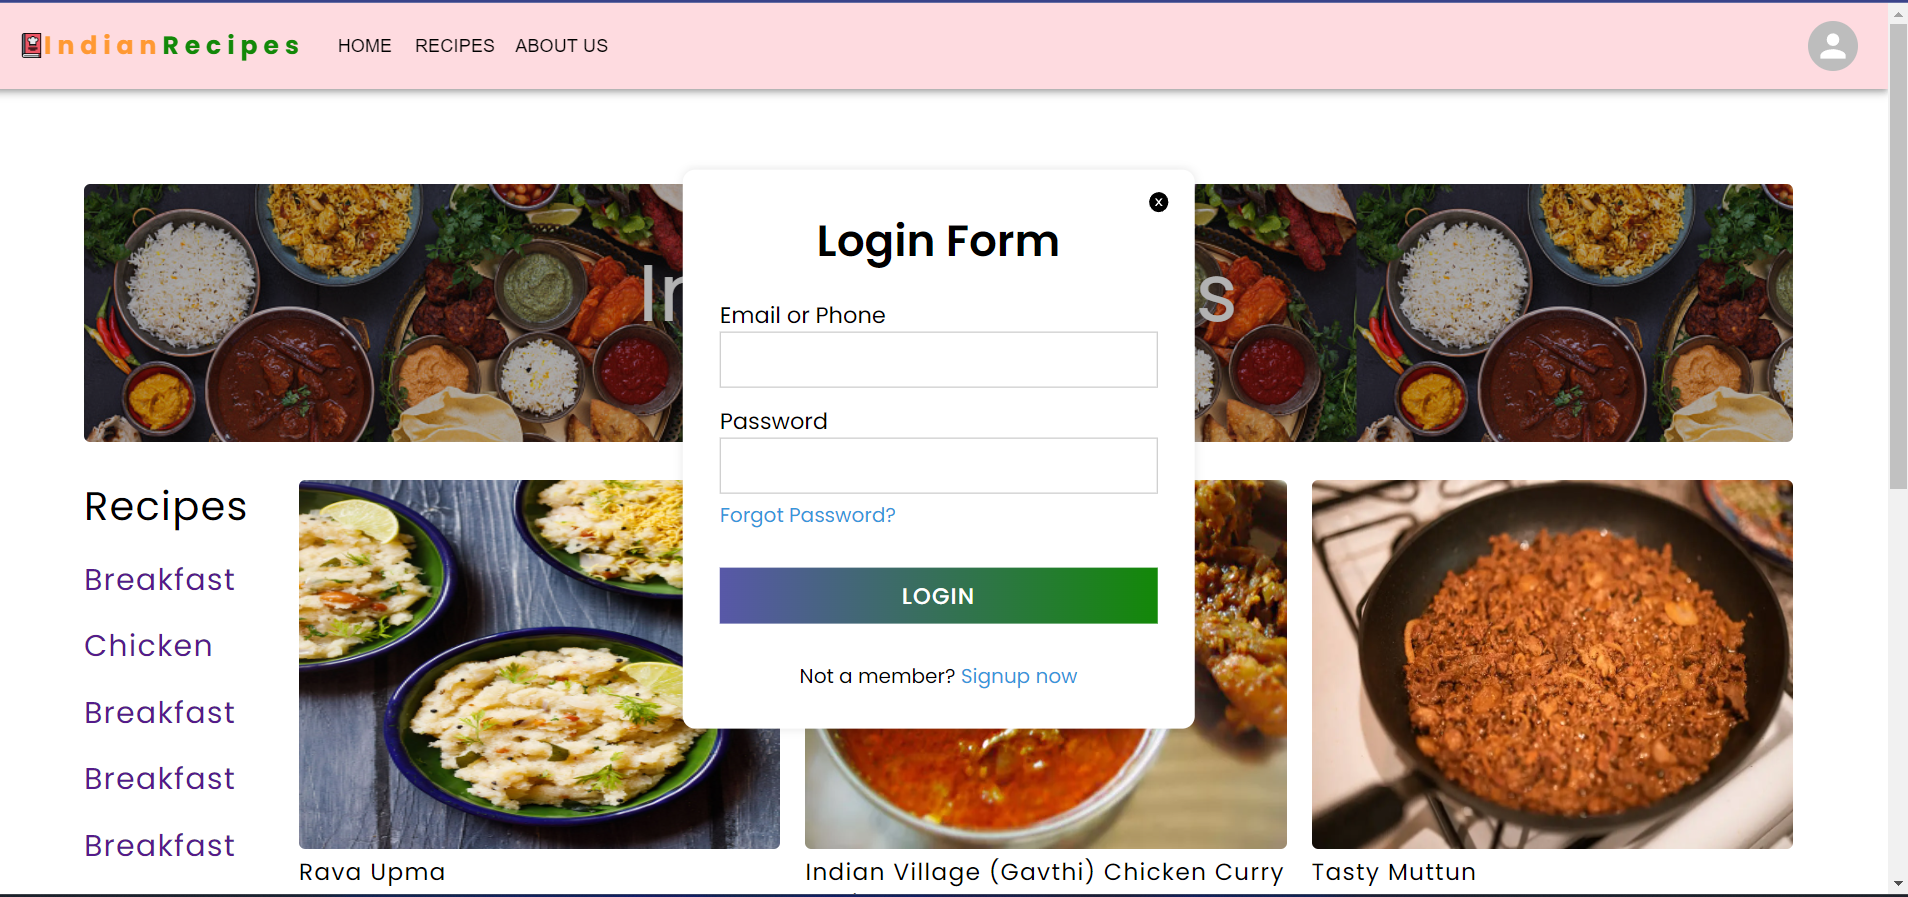 IndianRecipes HOME RECIPES ABOUT US
x
Login Form
Email or Phone
Password
Forgot Password?
LOGIN
Not a member? Signup now
Recipes
Breakfast
Chicken
Breakfast
Breakfast
Breakfast
Rava Upma
Indian Village (Gavthi) Chicken Curry
Tasty Muttun